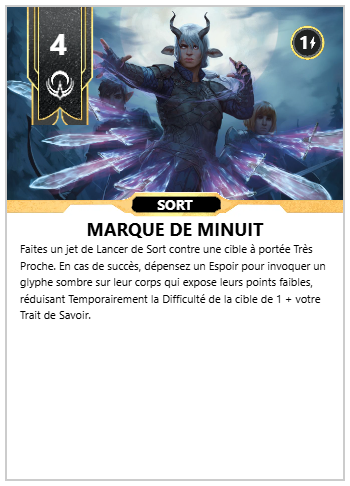 4
1
SORT
MARQUE DE MINUIT
Faites un jet de Lancer de Sort contre une cible à portée Très
Proche. En cas de succès, dépensez un Espoir pour invoquer un
glyphe sombre sur leur corps qui expose leurs points faibles,
réduisant Temporairement la Difficulté de la cible de 1 + votre
Trait de Savoir.